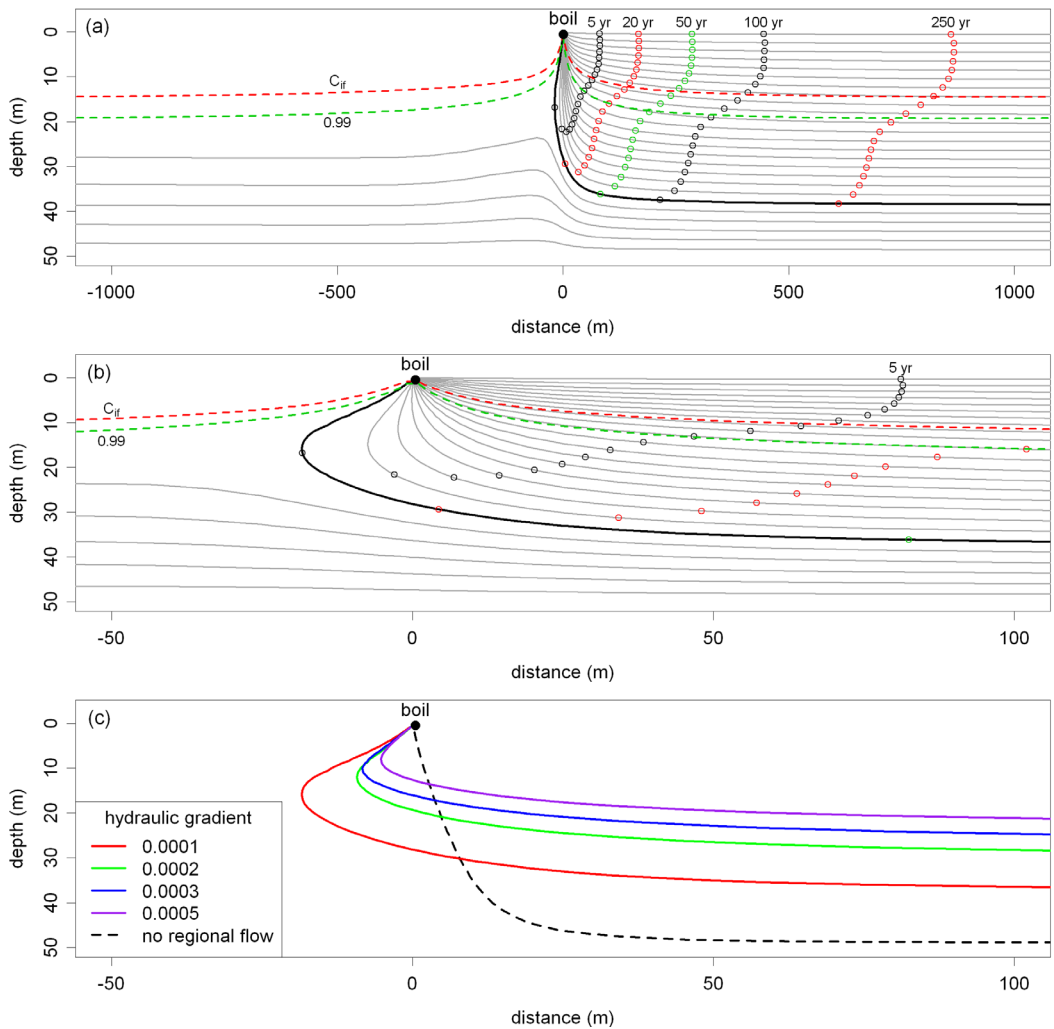 (a)
boil
5 yr 20 yr 50 yr 100 yr 250 yr
C_if
0.99
depth (m)
0
10
20
30
40
50
-1000 -500 0 500 1000
distance (m)
(b)
boil
5 yr
C_if
0.99
depth (m)
0
10
20
30
40
50
-50 0 50 100
distance (m)
(c)
boil
depth (m)
0
10
20
30
40
50
hydraulic gradient
0.0001
0.0002
0.0003
0.0005
no regional flow
-50 0 50 100
distance (m)